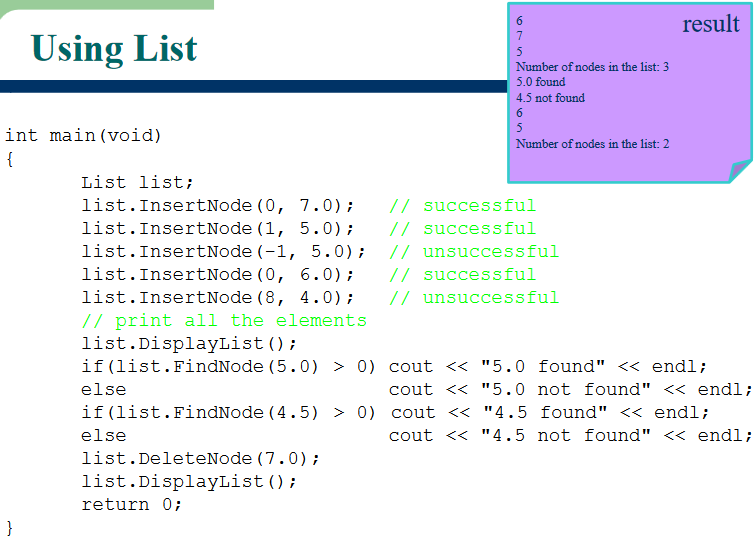 Using List
result
6
7
5
Number of nodes in the list: 3
5.0 found
4.5 not found
6
5
Number of nodes in the list: 2
int main(void)
{
List list;
list.InsertNode(0, 7.0); // successful
list.InsertNode(1, 5.0); // successful
list.InsertNode(-1, 5.0); // unsuccessful
list.InsertNode(0, 6.0); // successful
list.InsertNode(8, 4.0); // unsuccessful
// print all the elements
list.DisplayList();
if(list.FindNode(5.0) > 0) cout << "5.0 found" << endl;
else cout << "5.0 not found" << endl;
if(list.FindNode(4.5) > 0) cout << "4.5 found" << endl;
else cout << "4.5 not found" << endl;
list.DeleteNode(7.0);
list.DisplayList();
return 0;
}